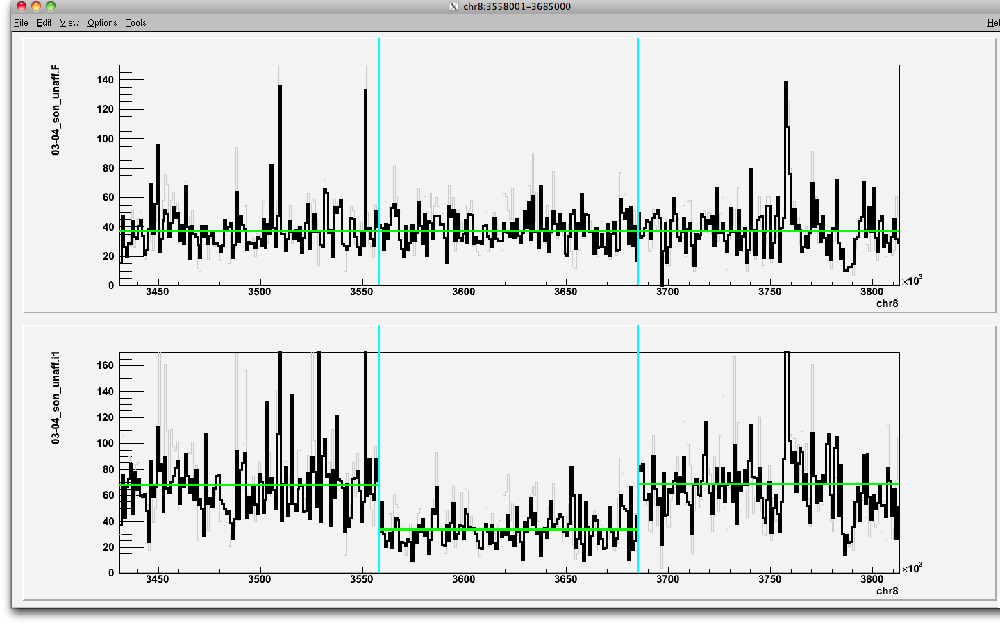 chr8:3558001-3685000
File Edit View Options Tools Hel
03-04_son_unaff.F
140
120
100
80
60
40
20
0
3450 3500 3550 3600 3650 3700 3750 3800 ×10³
chr8
03-04_son_unaff.i1
160
140
120
100
80
60
40
20
0
3450 3500 3550 3600 3650 3700 3750 3800 ×10³
chr8